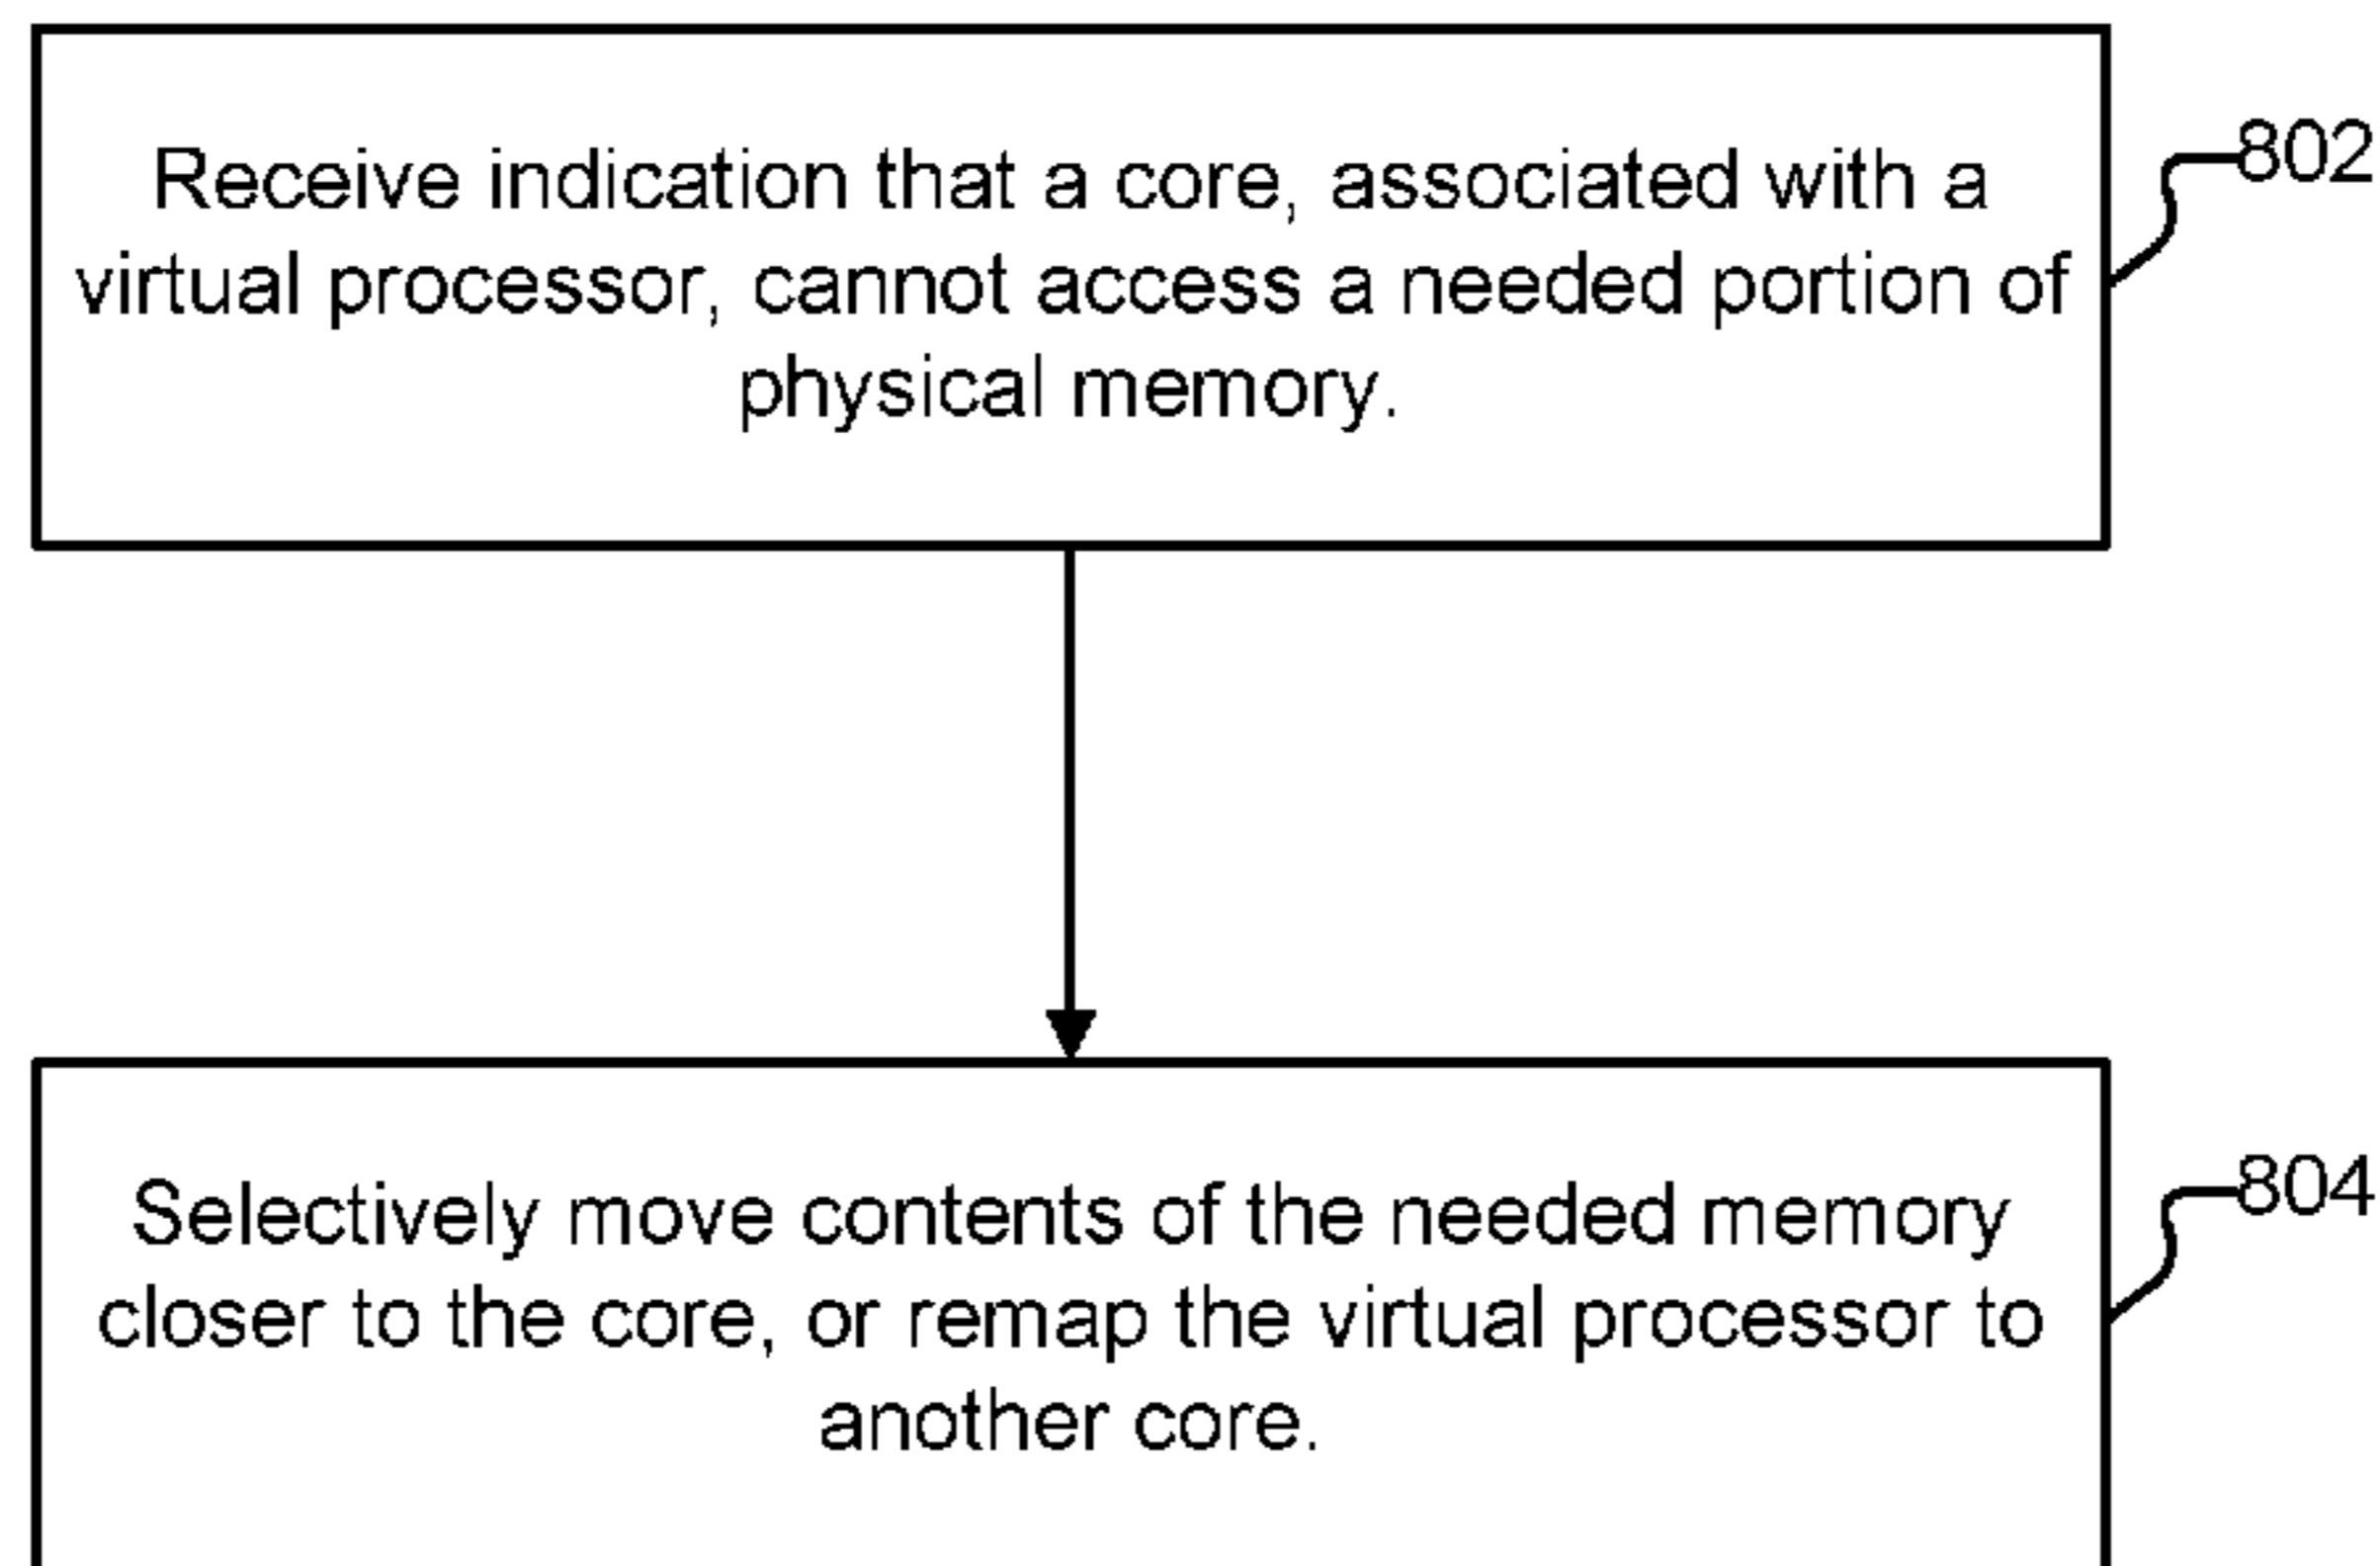 Receive indication that a core, associated with a
virtual processor, cannot access a needed portion of
physical memory.
802
Selectively move contents of the needed memory
closer to the core, or remap the virtual processor to
another core.
804